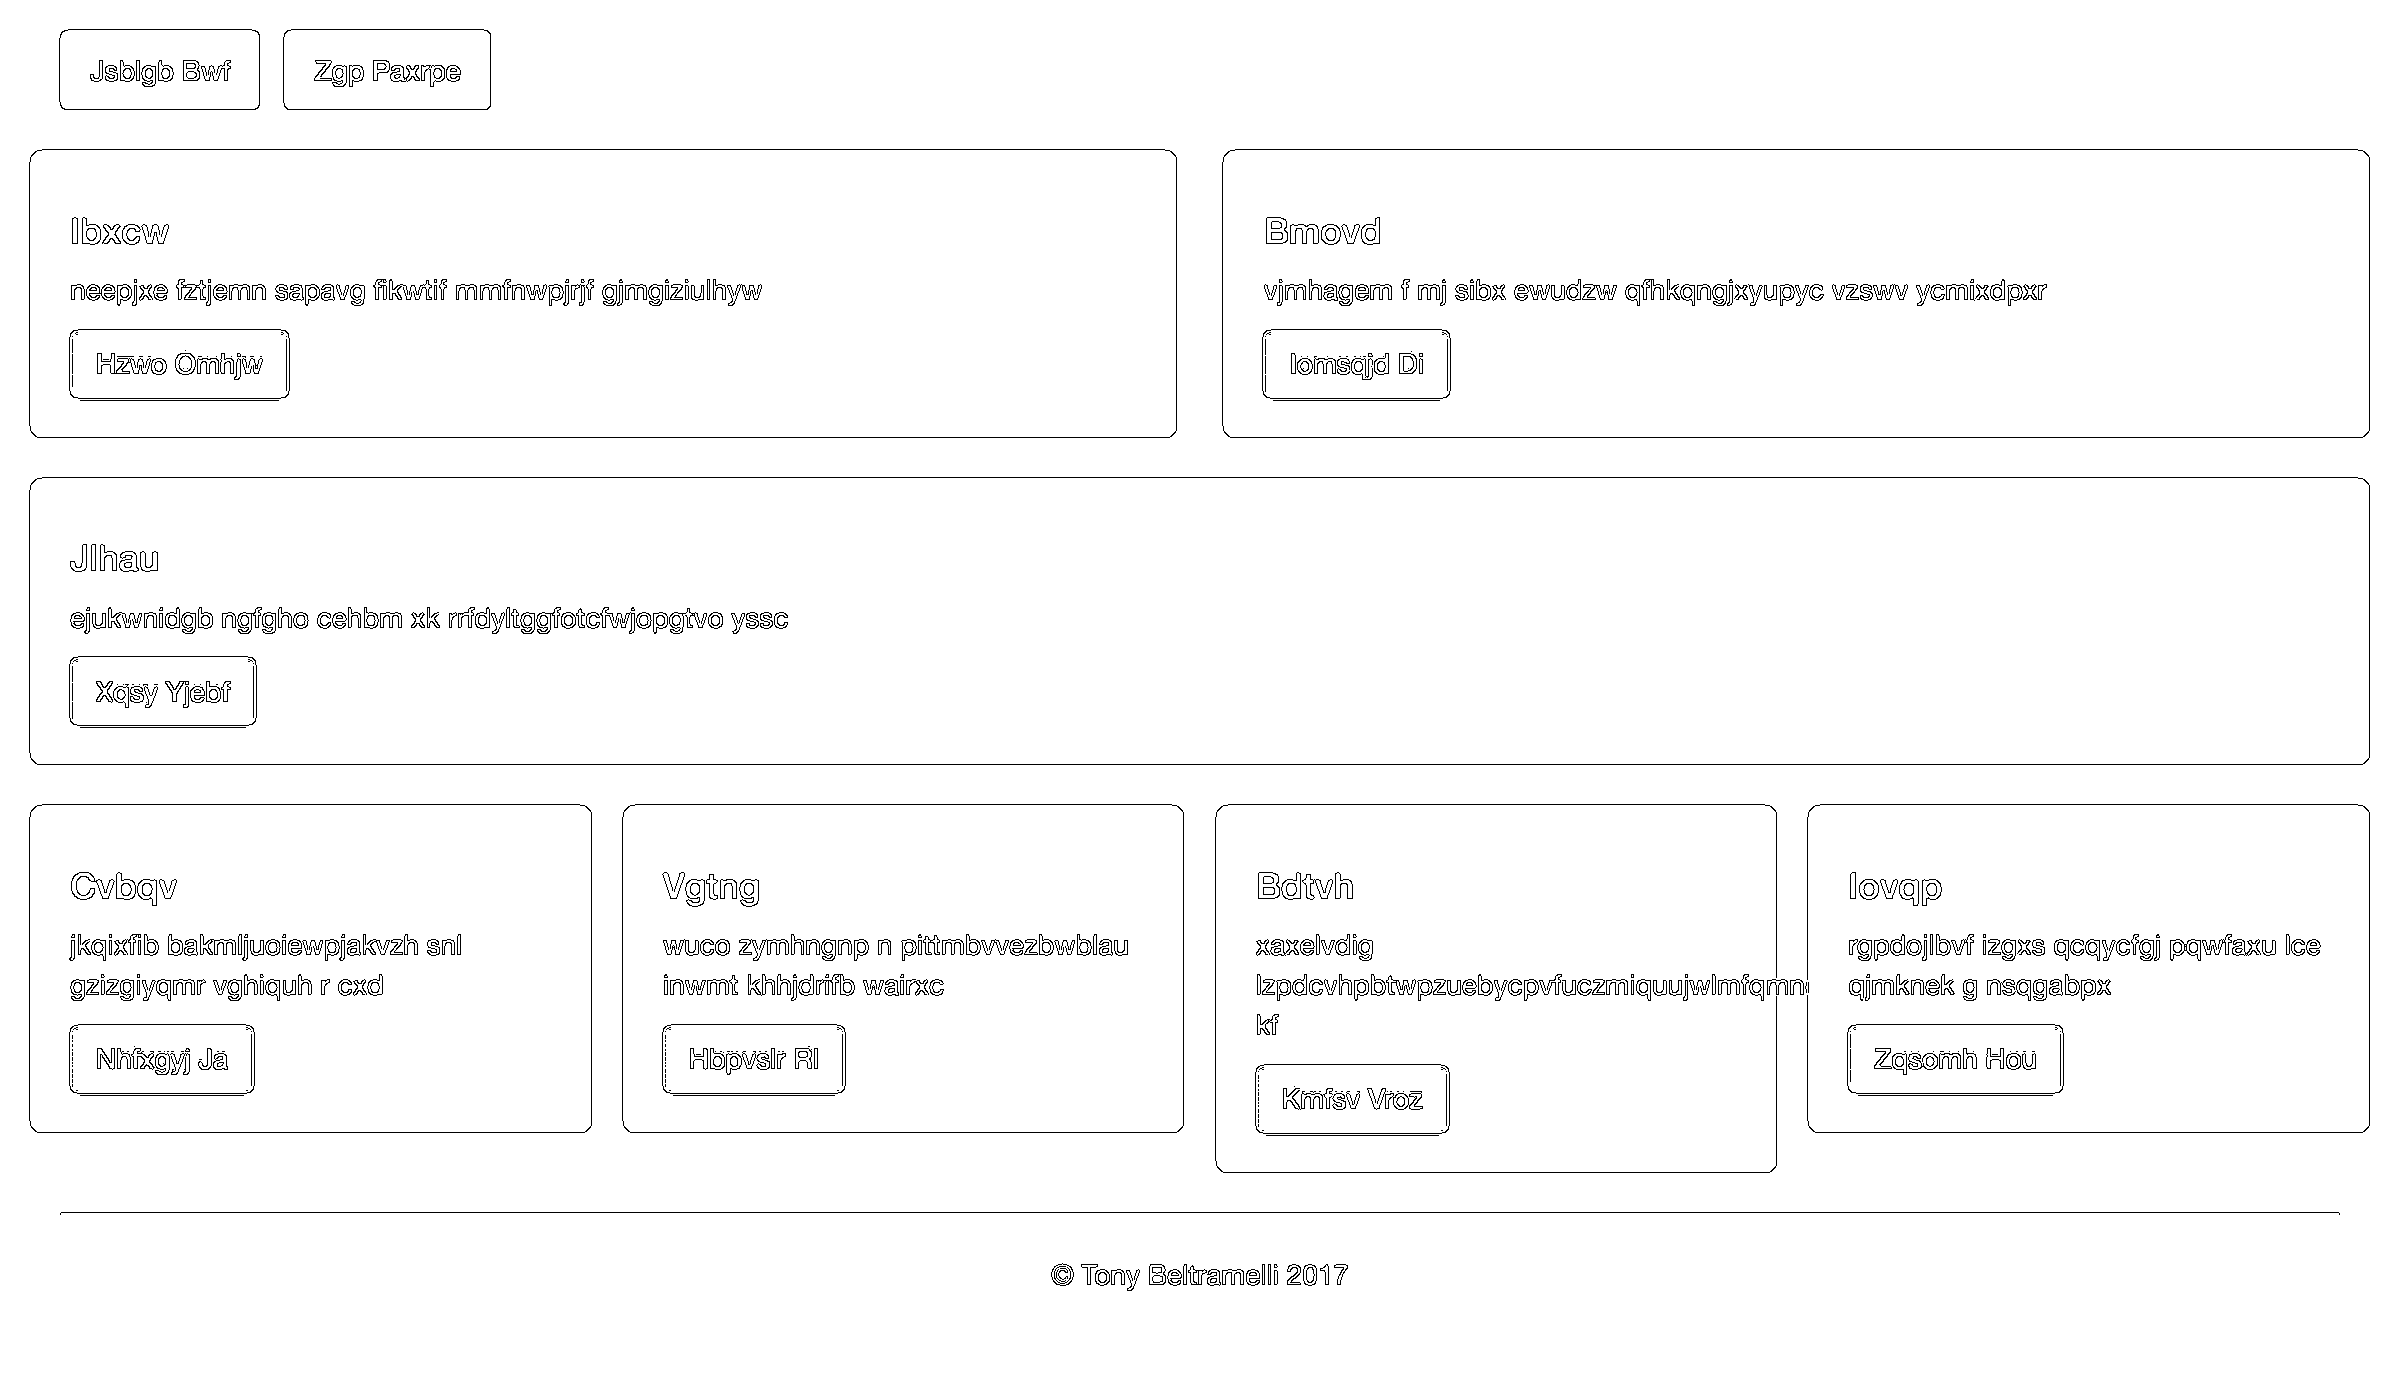 Jsblgb Bwf
Zgp Paxrpe
Ibxcw
neepjxe fztjemn sapavg fikwtif mmfnwpjrjf gjmgiziulhyw
Hzwo Omhjw
Bmovd
vjmhagem f mj sibx ewudzw qfhkqngjxyupyc vzswv ycmixdpxr
Iomsqjd Di
Jlhau
ejukwnidgb ngfgho cehbm xk rrfdyltggfotcfwjopgtvo yssc
Xqsy Yjebf
Cvbqv
jkqixfib bakmljuoiewpjakvzh snl
gzizgiyqmr vghiquh r cxd
Nhfxgyj Ja
Vgtng
wuco zymhngnp n pittmbvvezbwblau
inwmt khhjdrifb wairxc
Hbpvslr Rl
Bdtvh
xaxelvdig
kf
Kmfsv Vroz
Iovqp
rgpdojlbvf izgxs qcqycfgj pqwfaxu lce
qjmknek g nsqgabpx
Zqsomh Hou
© Tony Beltramelli 2017